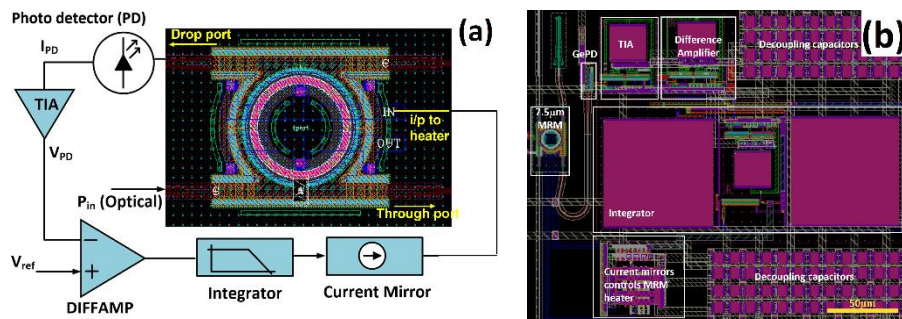 Photo detector (PD)
(a)
Drop port
I_PD
TIA
V_PD
IN
i/p to
heater
OUT
P_in (Optical)
Through port
V_ref
DIFFAMP
Integrator
Current Mirror
(b)
GePD
TIA
Difference
Amplifier
Decoupling capacitors
7.5μm
MRM
Integrator
Current mirrors
controls MRM
heater
Decoupling capacitors
50μm